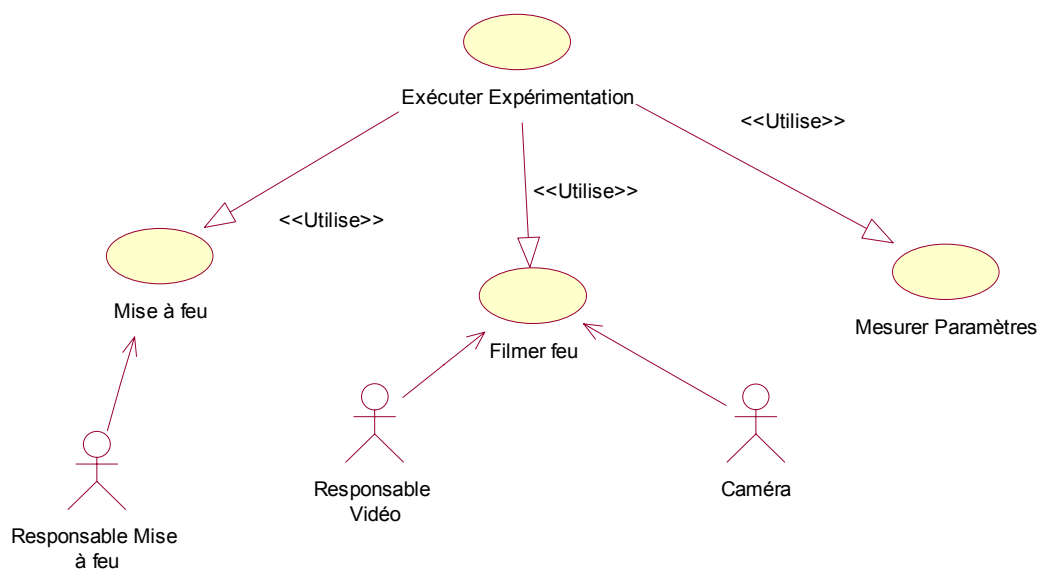 Exécuter Expérimentation
<<Utilise>>
<<Utilise>>
<<Utilise>>
Mise à feu
Filmer feu
Mesurer Paramètres
Responsable Mise
à feu
Responsable
Vidéo
Caméra